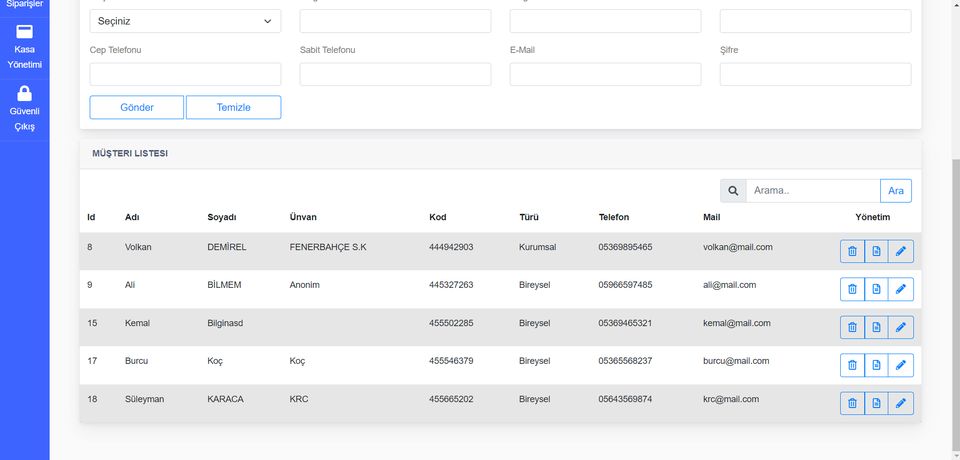 Siparişler
Kasa
Yönetimi
Güvenli
Çıkış
Seçiniz
Cep Telefonu Sabit Telefonu E-Mail Şifre
Gönder Temizle
MÜŞTERI LISTESI
Arama.. Ara
Id Adı Soyadı Ünvan Kod Türü Telefon Mail Yönetim
8 Volkan DEMİREL FENERBAHÇE S.K 444942903 Kurumsal 05369895465 volkan@mail.com
9 Ali BİLMEM Anonim 445327263 Bireysel 05966597485 ali@mail.com
15 Kemal Bilginasd 455502285 Bireysel 05369465321 kemal@mail.com
17 Burcu Koç Koç 455546379 Bireysel 05365568237 burcu@mail.com
18 Süleyman KARACA KRC 455665202 Bireysel 05643569874 krc@mail.com